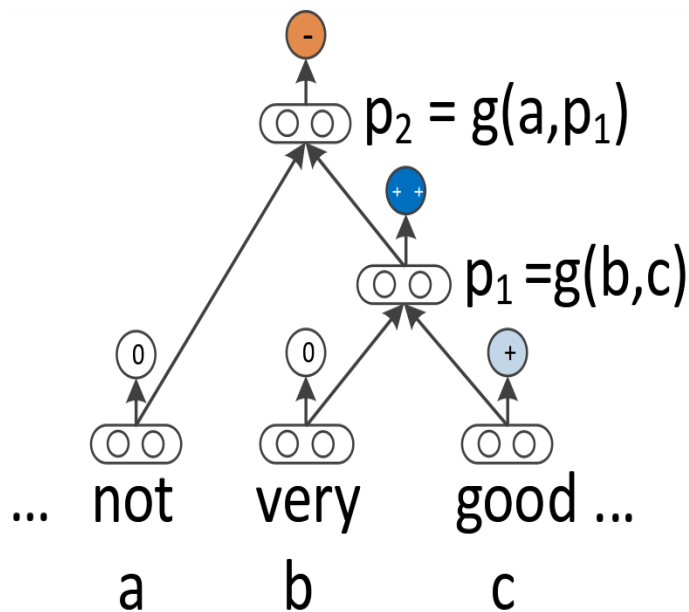 -
p₂ = g(a,p₁)
+ +
p₁ =g(b,c)
0 0 +
... not very good ...
a b c